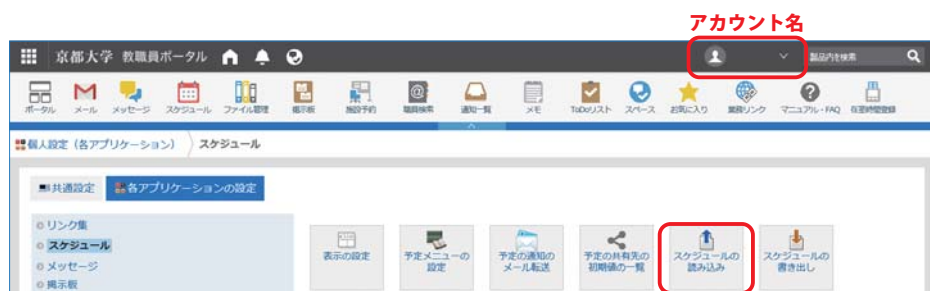 アカウント名
京都大学 教職員ポータル
製品内を検索
ポータル
メール
メッセージ
スケジュール
ファイル管理
掲示板
施設予約
職員検索
通知一覧
メモ
ToDoリスト
スペース
お気に入り
業務リンク
マニュアル・FAQ
在室時間登録
個人設定(各アプリケーション) スケジュール
共通設定
各アプリケーションの設定
リンク集
スケジュール
メッセージ
掲示板
表示の設定
予定メニューの
設定
予定の通知の
メール転送
予定の共有先の
初期値の一覧
スケジュールの
読み込み
スケジュールの
書き出し